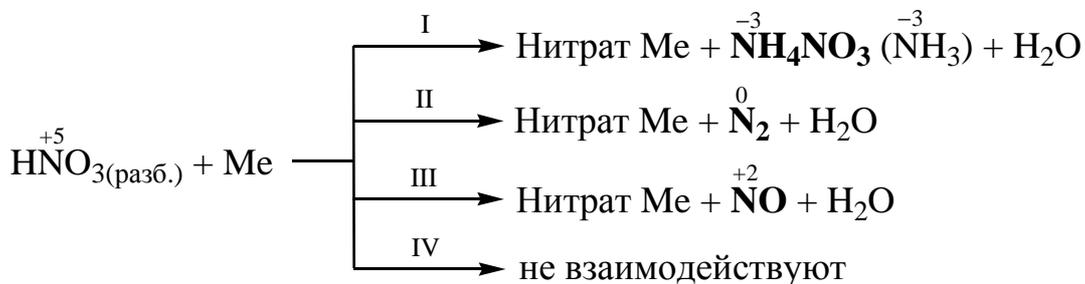 I
Нитрат Me + NH₄NO₃ (NH₃) + H₂O
−3 −3
II
Нитрат Me + N₂ + H₂O
0
HNO₃(разб.) + Me
+5
III
Нитрат Me + NO + H₂O
+2
IV
не взаимодействуют